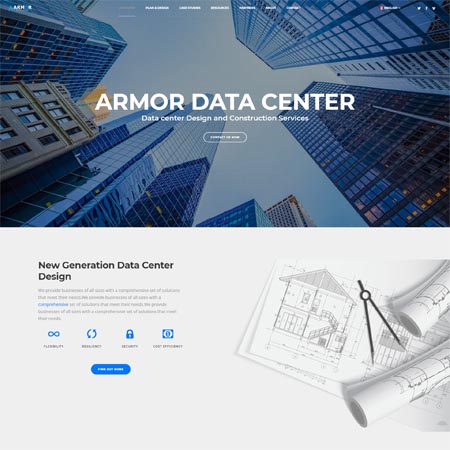 ARMOR
PLAN & DESIGN CASE STUDIES RESOURCES PARTNERS ABOUT CONTACT ENGLISH
ARMOR DATA CENTER
Data center Design and Construction Services
CONTACT US NOW
New Generation Data Center
Design
We provide businesses of all sizes with a comprehensive set of solutions
that meet their needs We provide businesses of all sizes with a
comprehensive set of solutions that meet their needs We provide
businesses of all sizes with a comprehensive set of solutions that meet
their needs.
FLEXIBILITY RESILIENCY SECURITY COST EFFICIENCY
FIND OUT MORE